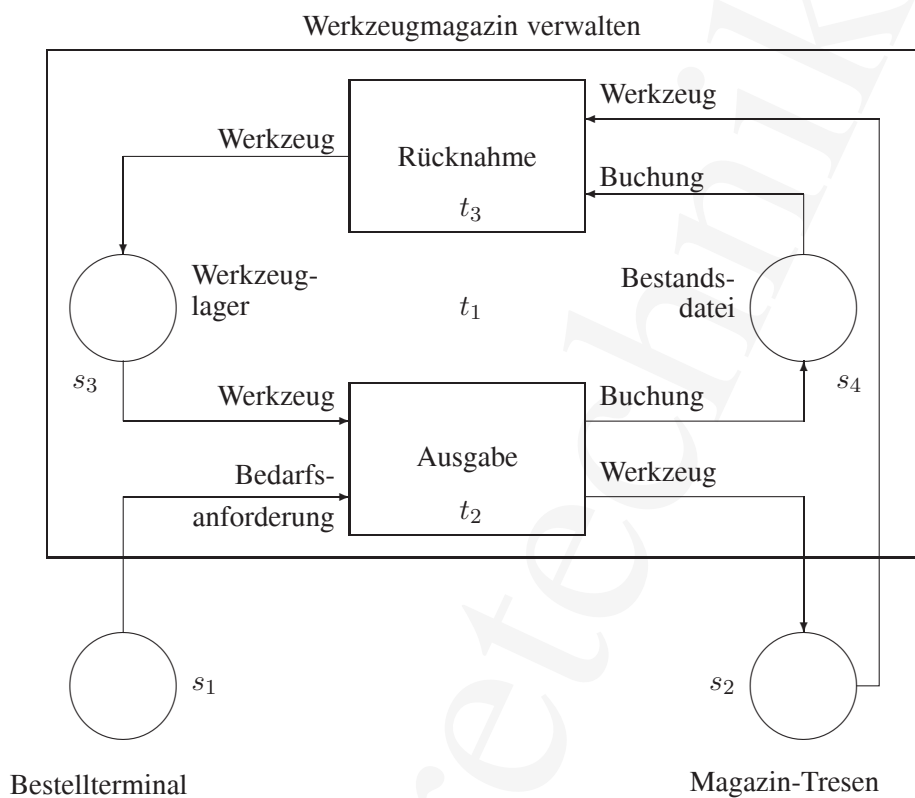 Werkzeugmagazin verwalten
Werkzeug
Werkzeug
Rücknahme
Buchung
t3
Werkzeug-
lager
t1
Bestands-
datei
s3
s4
Werkzeug
Buchung
Ausgabe
Bedarfs-
anforderung
Werkzeug
t2
s1
s2
Bestellterminal
Magazin-Tresen